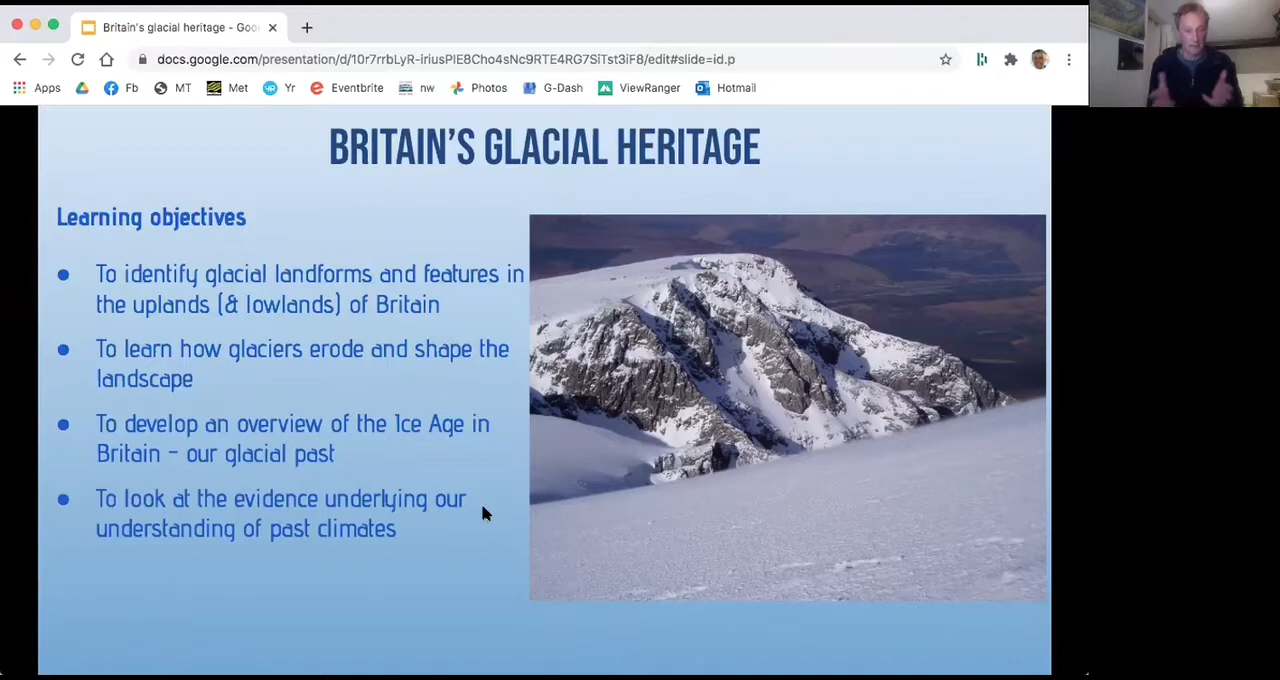 Britain's glacial heritage - Goo
docs.google.com/presentation/d/10r7rrbLyR-iriusPIE8Cho4sNc9RTE4RG7SiTst3iF8/edit#slide=id.p
Apps
Fb
MT
Met
Yr
Eventbrite
nw
Photos
G-Dash
ViewRanger
Hotmail
BRITAIN'S GLACIAL HERITAGE
Learning objectives
● To identify glacial landforms and features in
the uplands (& lowlands) of Britain
● To learn how glaciers erode and shape the
landscape
● To develop an overview of the Ice Age in
Britain - our glacial past
● To look at the evidence underlying our
understanding of past climates